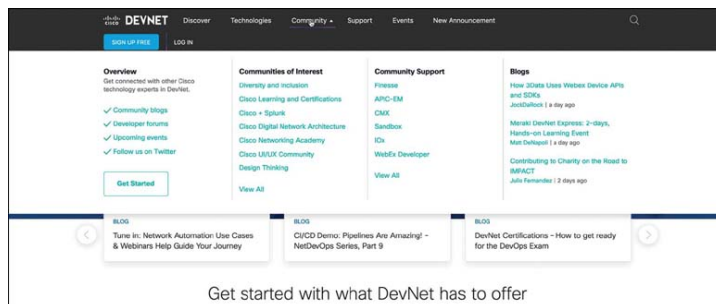 CISCO DEVNET Discover Technologies Community Support Events New Announcement
SIGN UP FREE LOG IN
Overview
Get connected with other Cisco
technology experts in DevNet.
Community blogs
Developer forums
Upcoming events
Follow us on Twitter
Get Started
Communities of Interest
Diversity and Inclusion
Cisco Learning and Certifications
Cisco + Splunk
Cisco Digital Network Architecture
Cisco Networking Academy
Cisco UI/UX Community
Design Thinking
View All
Community Support
Finesse
APIC-EM
CMX
Sandbox
IOx
WebEx Developer
View All
Blogs
How 3Data Uses Webex Device APIs
and SDKs
JockDaRock | a day ago
Meraki DevNet Express: 2-days,
Hands-on Learning Event
Matt DeNapoli | a day ago
Contributing to Charity on the Road to
IMPACT
Julio Fernandez | 2 days ago
BLOG
Tune in: Network Automation Use Cases
& Webinars Help Guide Your Journey
BLOG
CI/CD Demo: Pipelines Are Amazing! -
NetDevOps Series, Part 9
BLOG
DevNet Certifications - How to get ready
for the DevOps Exam
Get started with what DevNet has to offer